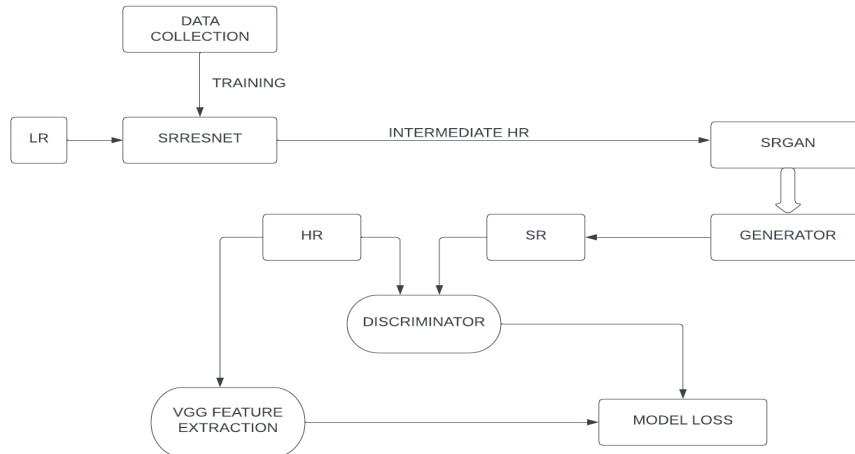 DATA
COLLECTION
TRAINING
LR
SRRESNET
INTERMEDIATE HR
SRGAN
HR
SR
GENERATOR
DISCRIMINATOR
VGG FEATURE
EXTRACTION
MODEL LOSS